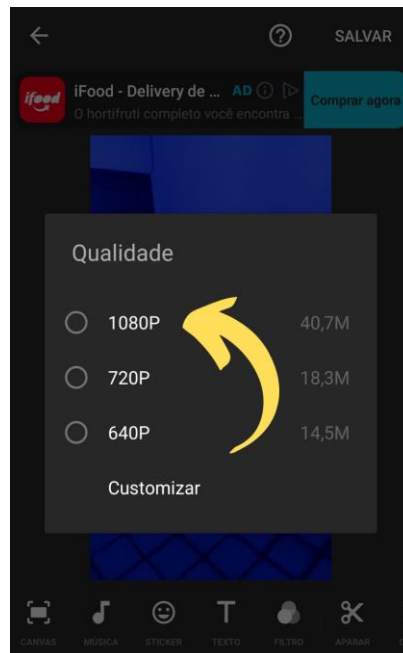 SALVAR
ifood
iFood - Delivery de ... AD
O hortifruti completo você encontra ...
Comprar agora
Qualidade
1080P 40,7M
720P 18,3M
640P 14,5M
Customizar
CANVAS MÚSICA STICKER TEXTO FILTRO APARAR